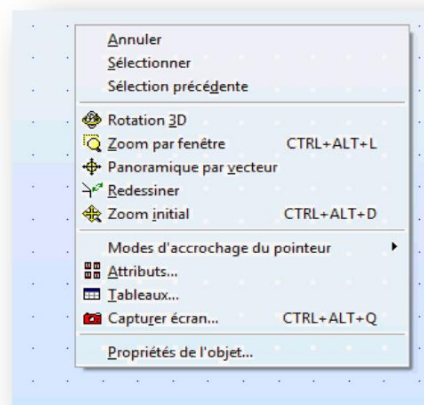 Annuler
Sélectionner
Sélection précédente
Rotation 3D
Zoom par fenêtre CTRL+ALT+L
Panoramique par vecteur
Redessiner
Zoom initial CTRL+ALT+D
Modes d'accrochage du pointeur
Attributs...
Tableaux...
Capturer écran... CTRL+ALT+Q
Propriétés de l'objet...